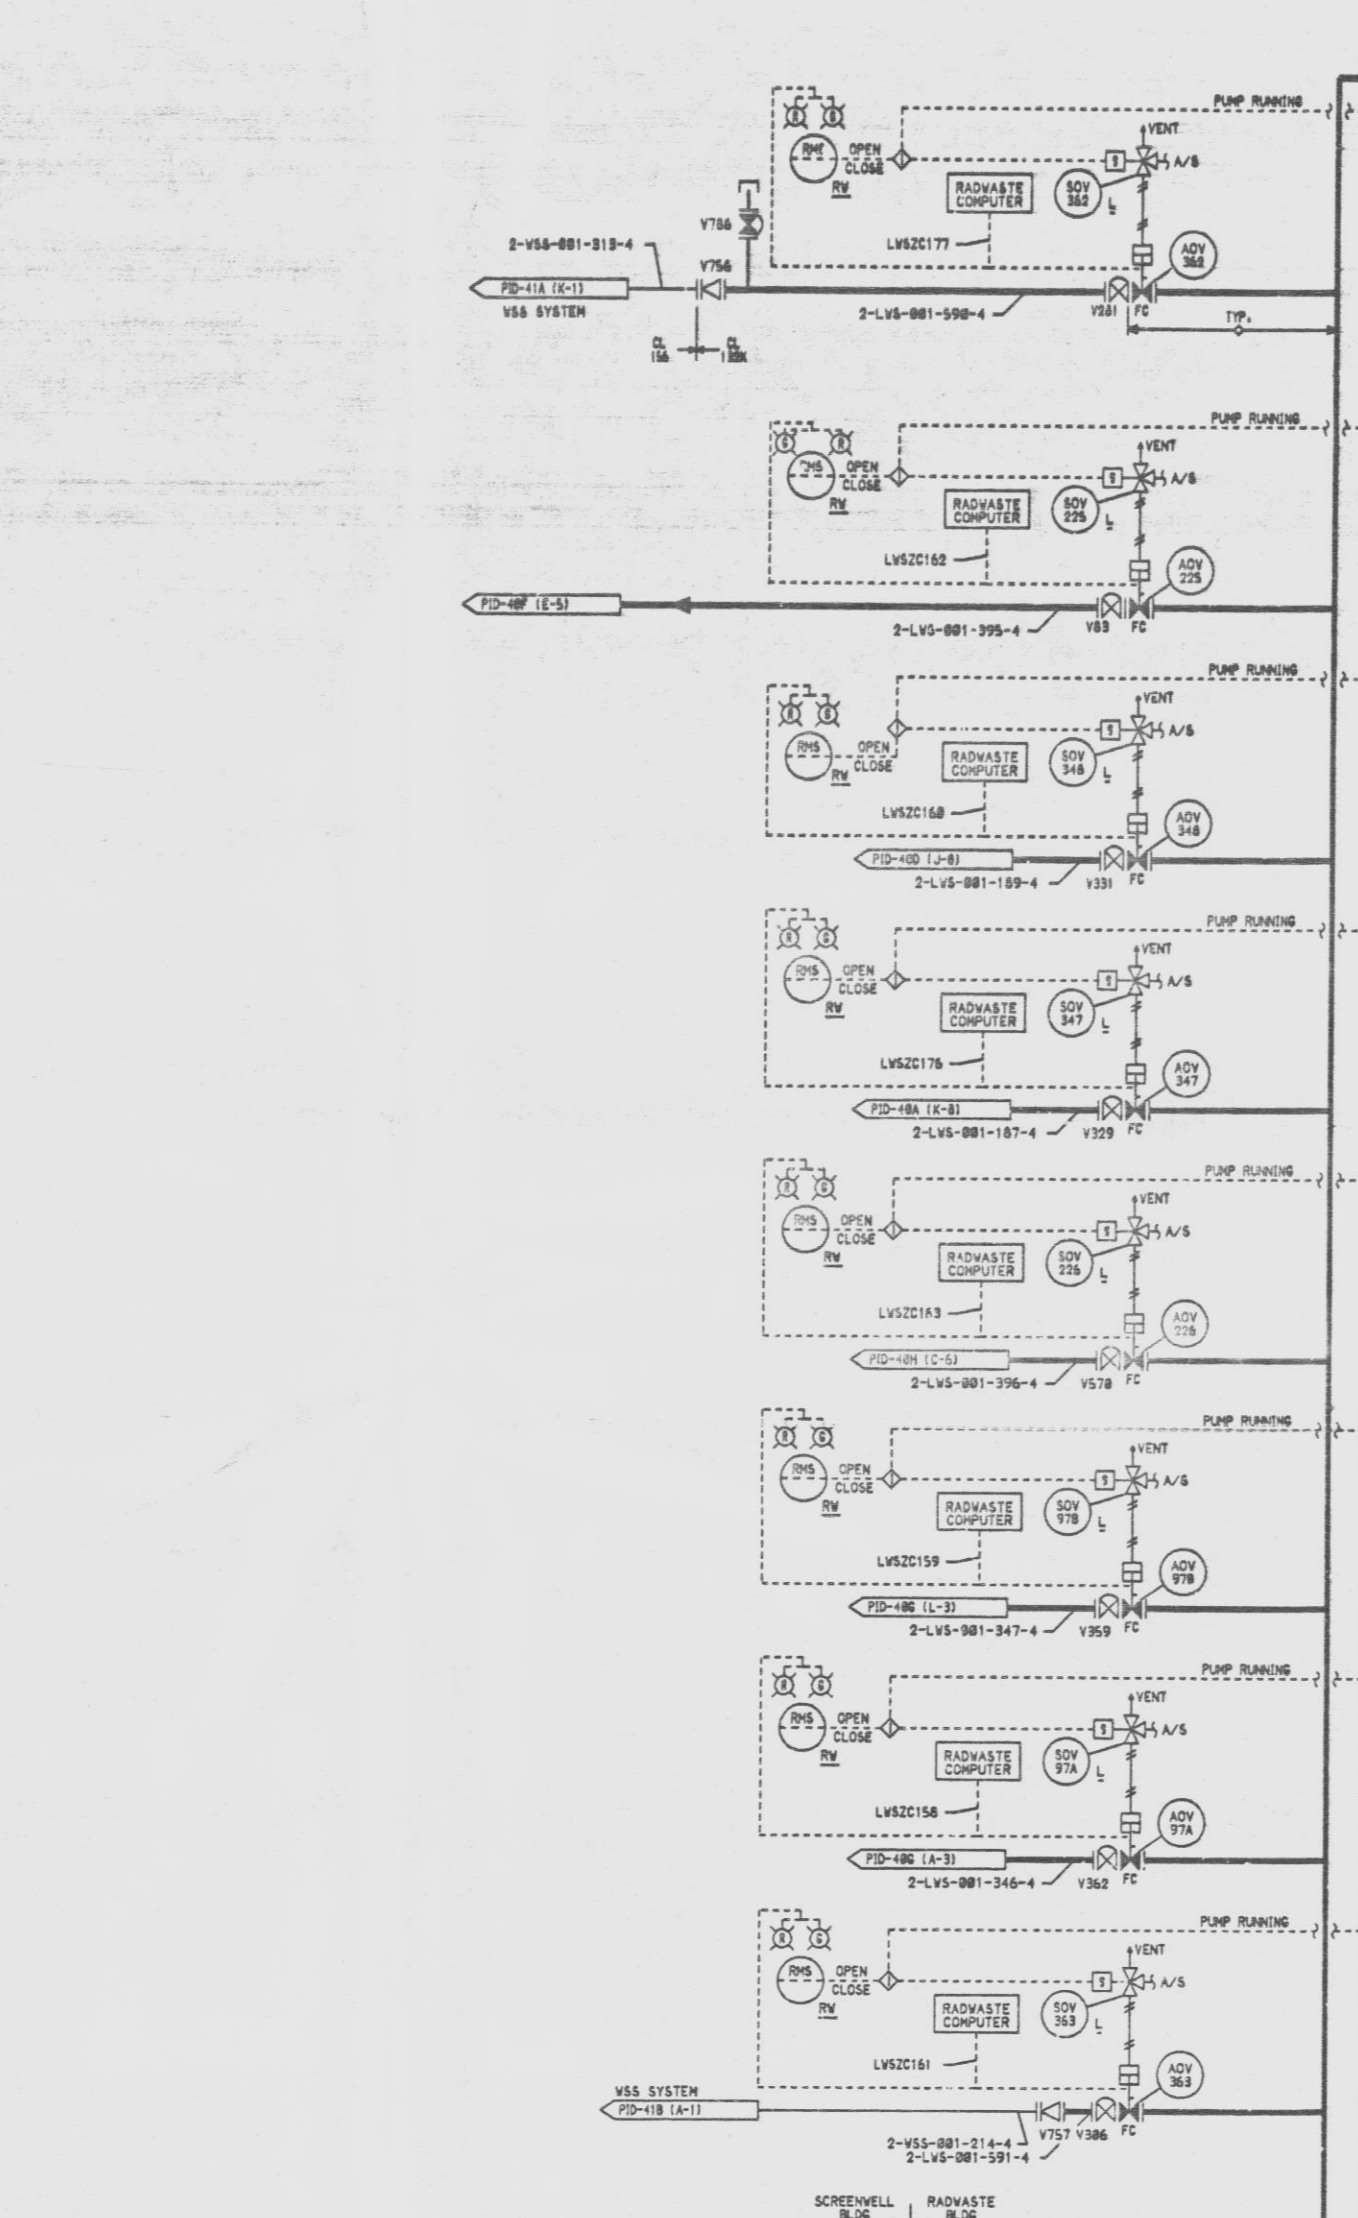 PUMP RUNNING
R G
VENT
RMS OPEN
CLOSE
A/S
S
RW
RADWASTE
COMPUTER
SOV
362
L
V786
2-WSS-001-313-4
LWSZC177
AOV
362
V756
PID-41A (K-1)
WSS SYSTEM
2-LWS-001-590-4
V281 FC
TYP.
CL
156
CL
PUMP RUNNING
G R
VENT
RMS OPEN
CLOSE
S
A/S
RW
RADWASTE
COMPUTER
SOV
225
L
LWSZC162
AOV
225
PID-40F (E-5)
2-LWS-001-395-4
V83 FC
PUMP RUNNING
R G
VENT
RMS OPEN
CLOSE
S
A/S
RW
RADWASTE
COMPUTER
SOV
348
L
LWSZC160
AOV
348
PID-40D (J-8)
2-LWS-001-189-4
V331 FC
PUMP RUNNING
R G
VENT
RMS OPEN
CLOSE
S
A/S
RW
RADWASTE
COMPUTER
SOV
347
L
LWSZC176
AOV
347
PID-40A (K-8)
2-LWS-001-187-4
V329 FC
PUMP RUNNING
R G
VENT
RMS OPEN
CLOSE
S
A/S
RW
RADWASTE
COMPUTER
SOV
226
L
LWSZC163
AOV
226
PID-40H (C-6)
2-LWS-001-396-4
V570 FC
PUMP RUNNING
R G
VENT
RMS OPEN
CLOSE
S
A/S
RW
RADWASTE
COMPUTER
SOV
97B
L
LWSZC159
AOV
97B
PID-40G (L-3)
2-LWS-001-347-4
V359 FC
PUMP RUNNING
R G
VENT
RMS OPEN
CLOSE
S
A/S
RW
RADWASTE
COMPUTER
SOV
97A
L
LWSZC158
AOV
97A
PID-40G (A-3)
2-LWS-001-346-4
V362 FC
PUMP RUNNING
R G
VENT
RMS OPEN
CLOSE
S
A/S
RW
RADWASTE
COMPUTER
SOV
363
L
LWSZC161
AOV
363
WSS SYSTEM
PID-41B (A-1)
V757 V306 FC
2-WSS-001-214-4
2-LWS-001-591-4
SCREENWELL
BLDG
RADWASTE
BLDG